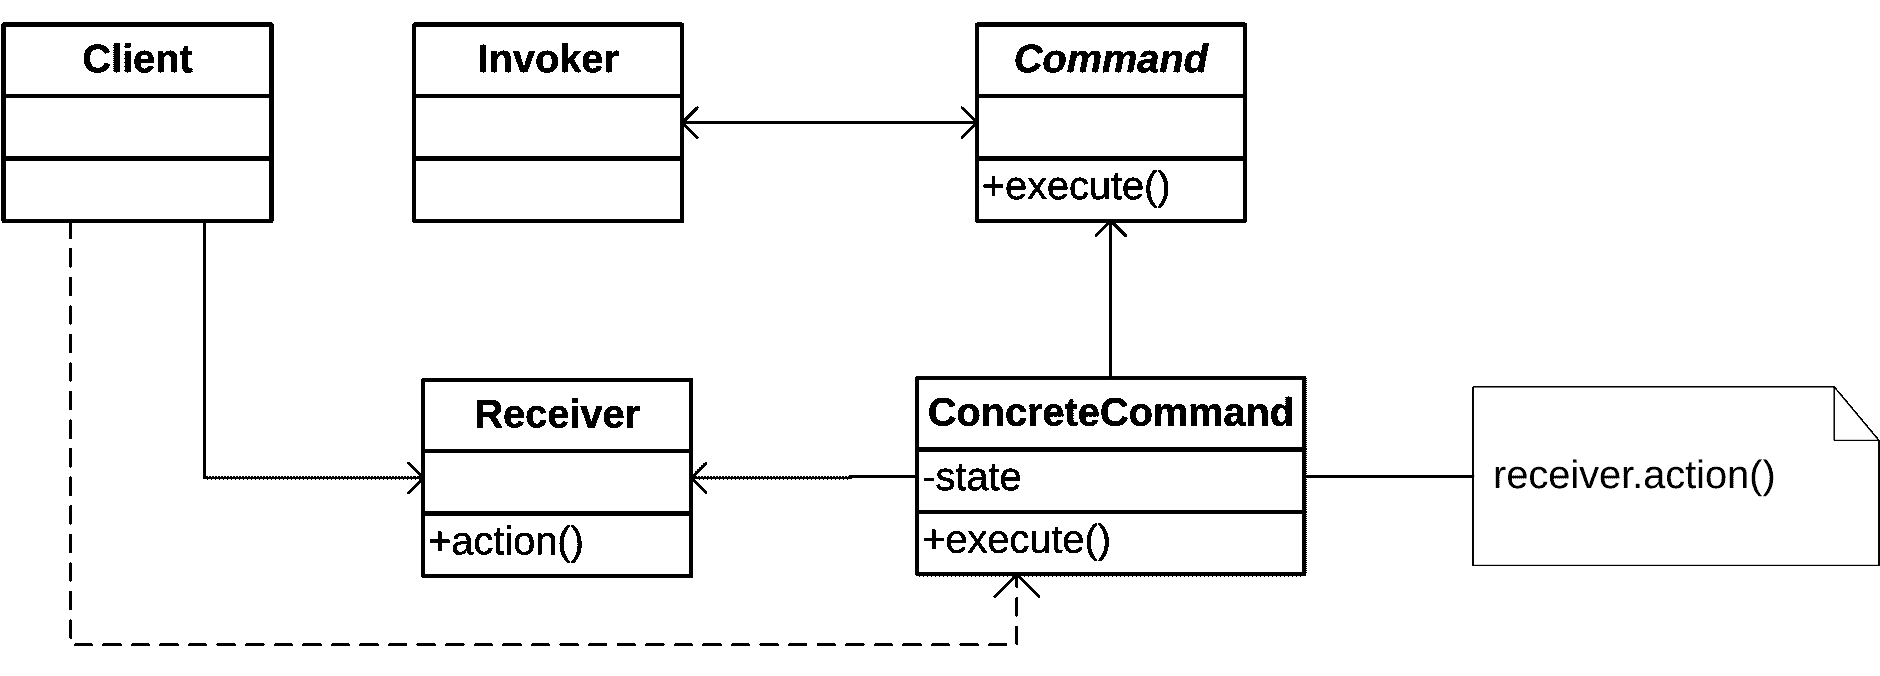 Client
Invoker
Command
+execute()
Receiver
+action()
ConcreteCommand
-state
+execute()
receiver.action()